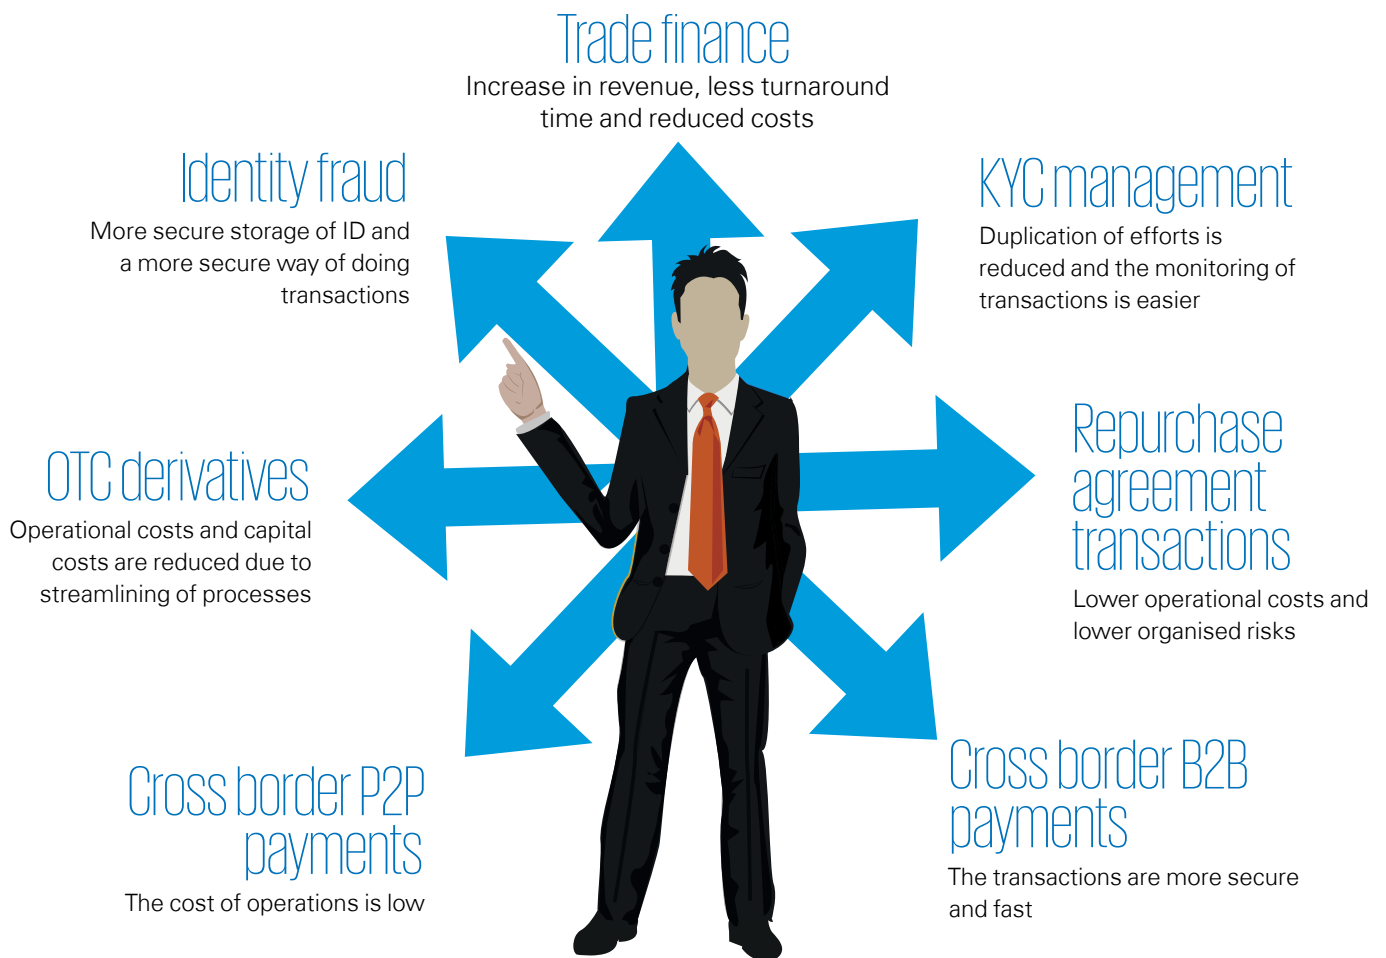 Trade finance
Increase in revenue, less turnaround
time and reduced costs
Identity fraud
More secure storage of ID and
a more secure way of doing
transactions
KYC management
Duplication of efforts is
reduced and the monitoring of
transactions is easier
OTC derivatives
Operational costs and capital
costs are reduced due to
streamlining of processes
Repurchase
agreement
transactions
Lower operational costs and
lower organised risks
Cross border P2P
payments
The cost of operations is low
Cross border B2B
payments
The transactions are more secure
and fast